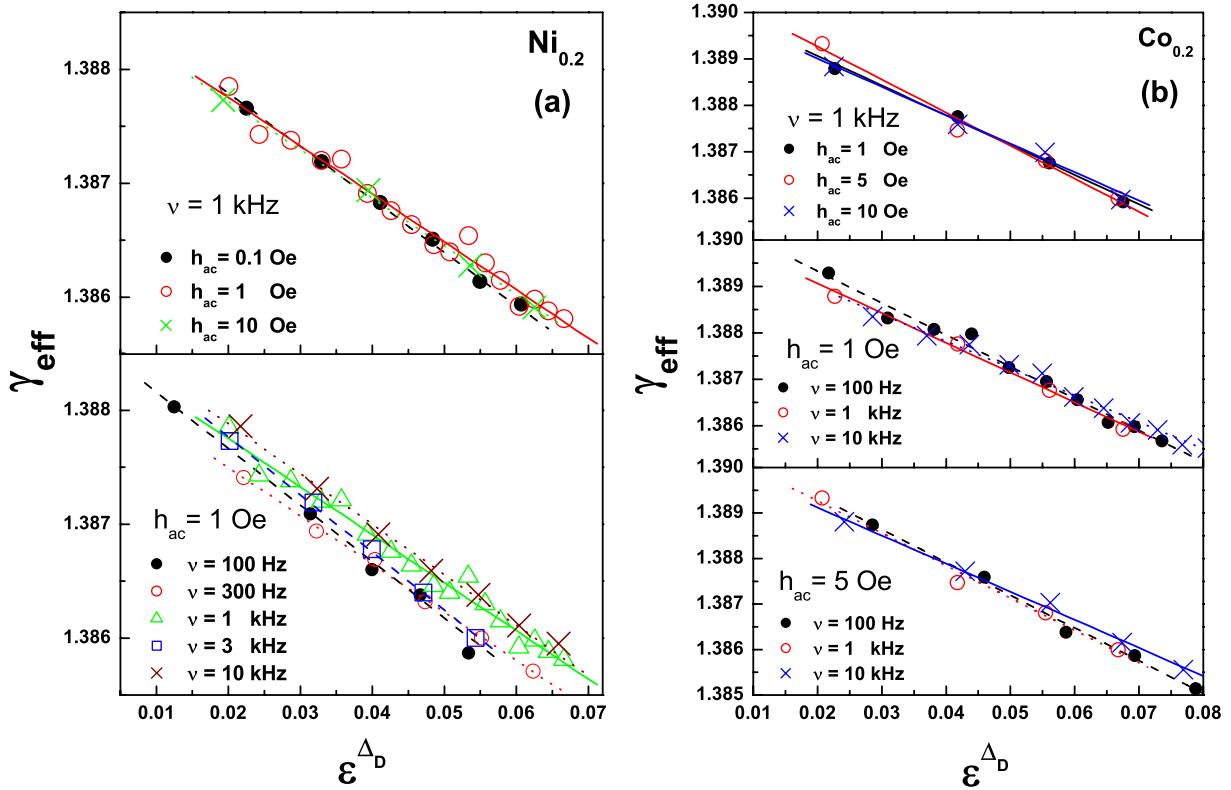 Ni0.2
(a)
1.388
1.387
1.386
ν = 1 kHz
hac = 0.1 Oe
hac = 1 Oe
hac = 10 Oe
γeff
1.388
1.387
1.386
hac = 1 Oe
ν = 100 Hz
ν = 300 Hz
ν = 1 kHz
ν = 3 kHz
ν = 10 kHz
0.01 0.02 0.03 0.04 0.05 0.06 0.07
εΔD
Co0.2
(b)
1.390
1.389
1.388
1.387
1.386
ν = 1 kHz
hac = 1 Oe
hac = 5 Oe
hac = 10 Oe
γeff
1.390
1.389
1.388
1.387
1.386
hac = 1 Oe
ν = 100 Hz
ν = 1 kHz
ν = 10 kHz
1.390
1.389
1.388
1.387
1.386
1.385
hac = 5 Oe
ν = 100 Hz
ν = 1 kHz
ν = 10 kHz
0.01 0.02 0.03 0.04 0.05 0.06 0.07 0.08
εΔD